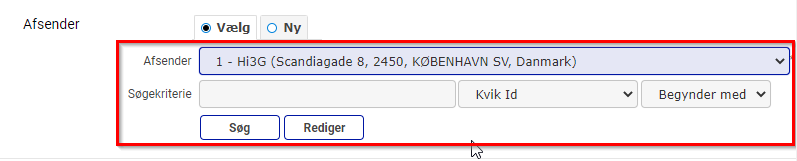 Afsender Vælg Ny
Afsender 1 - Hi3G (Scandiagade 8, 2450, KØBENHAVN SV, Danmark)
Søgekriterie Kvik Id Begynder med
Søg Rediger